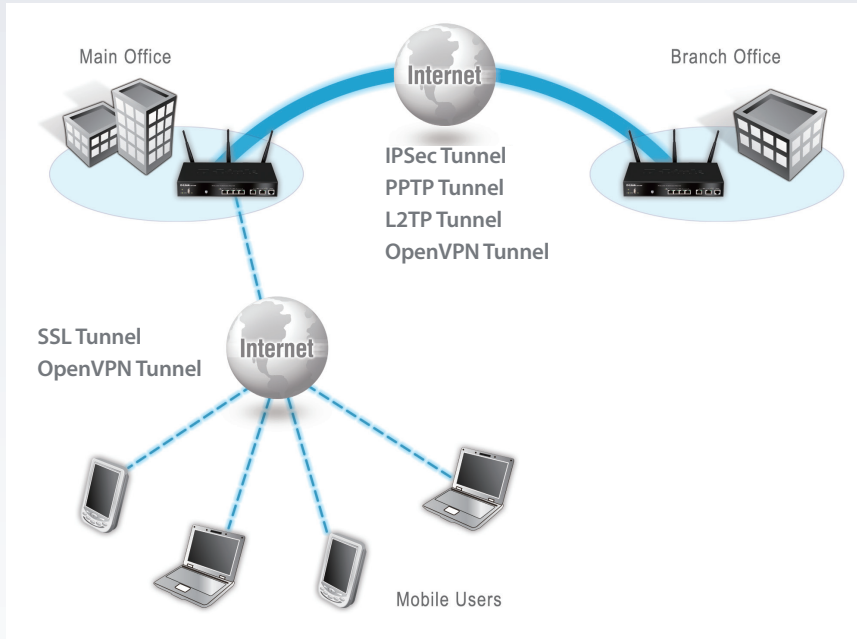 Main Office
Internet
Branch Office
IPSec Tunnel
PPTP Tunnel
L2TP Tunnel
OpenVPN Tunnel
SSL Tunnel
OpenVPN Tunnel
Internet
Mobile Users